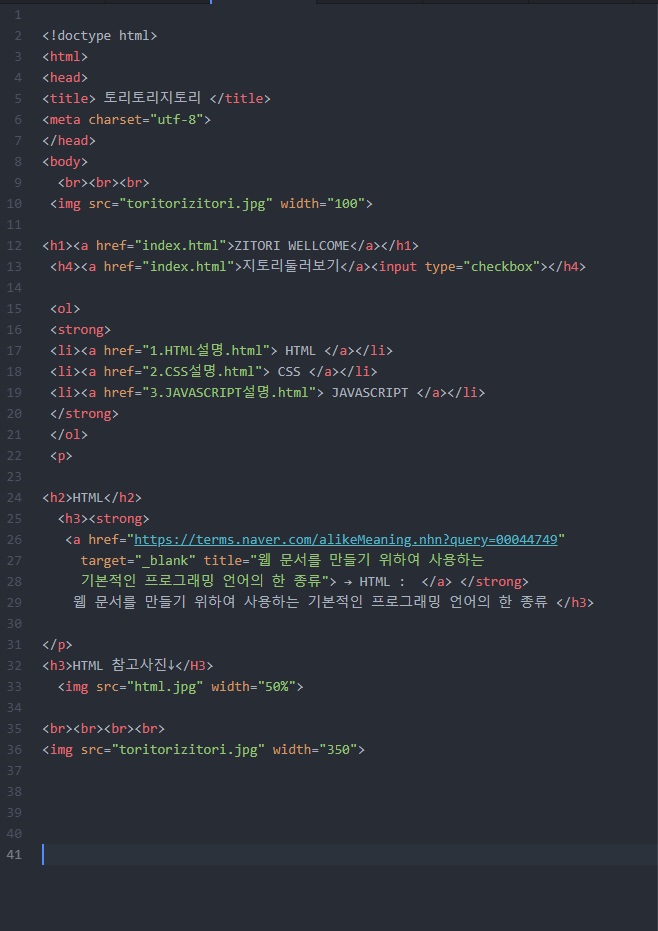 1
2 <!doctype html>
3 <html>
4 <head>
5 <title> 토리토리지토리 </title>
6 <meta charset="utf-8">
7 </head>
8 <body>
9 <br><br><br>
10 <img src="toritorizitori.jpg" width="100">
11
12 <h1><a href="index.html">ZITORI WELLCOME</a></h1>
13 <h4><a href="index.html">지토리둘러보기</a><input type="checkbox"></h4>
14
15 <ol>
16 <strong>
17 <li><a href="1.HTML설명.html"> HTML </a></li>
18 <li><a href="2.CSS설명.html"> CSS </a></li>
19 <li><a href="3.JAVASCRIPT설명.html"> JAVASCRIPT </a></li>
20 </strong>
21 </ol>
22 <p>
23
24 <h2>HTML</h2>
25 <h3><strong>
26 <a href="https://terms.naver.com/alikeMeaning.nhn?query=00044749"
27 target="_blank" title="웹 문서를 만들기 위하여 사용하는
28 기본적인 프로그래밍 언어의 한 종류"> → HTML :  </a> </strong>
29 웹 문서를 만들기 위하여 사용하는 기본적인 프로그래밍 언어의 한 종류 </h3>
30
31 </p>
32 <h3>HTML 참고사진↓</H3>
33 <img src="html.jpg" width="50%">
34
35 <br><br><br><br>
36 <img src="toritorizitori.jpg" width="350">
37
38
39
40
41